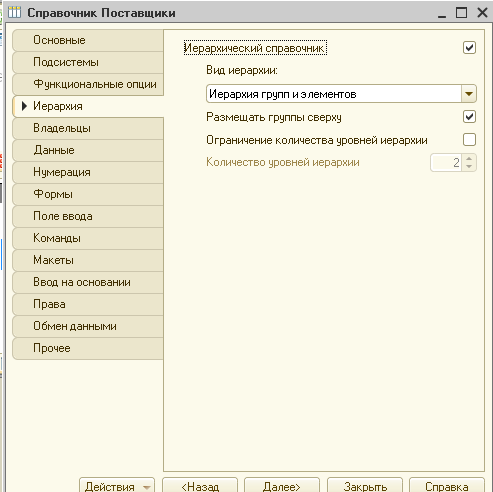 Справочник Поставщики
Основные
Подсистемы
Функциональные опции
Иерархия
Владельцы
Данные
Нумерация
Формы
Поле ввода
Команды
Макеты
Ввод на основании
Права
Обмен данными
Прочее
Иерархический справочник
Вид иерархии:
Иерархия групп и элементов
Размещать группы сверху
Ограничение количества уровней иерархии
Количество уровней иерархии 2
Действия <Назад Далее> Закрыть Справка